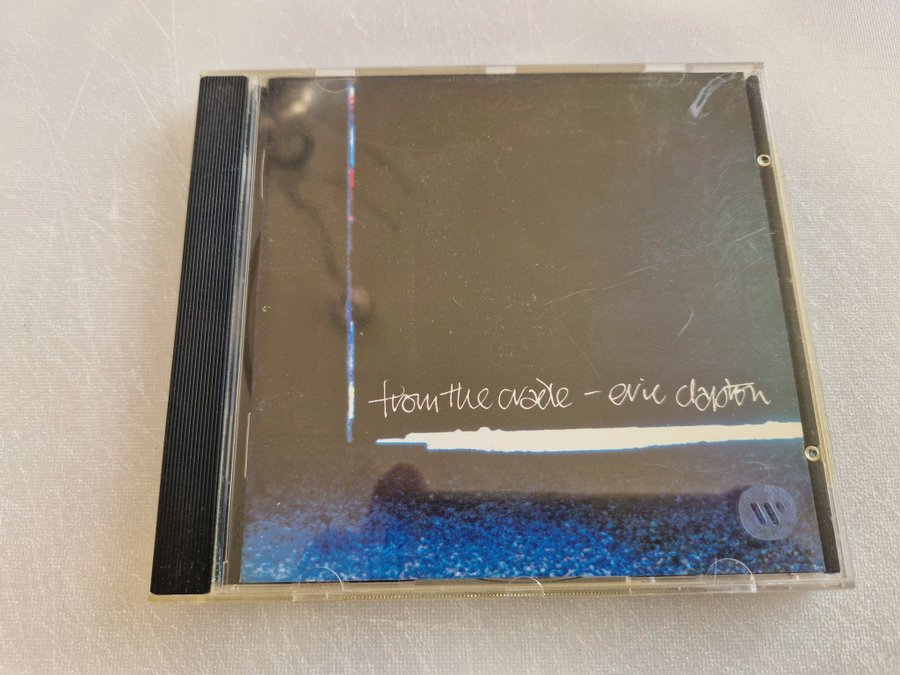 from the cradle - eric clapton